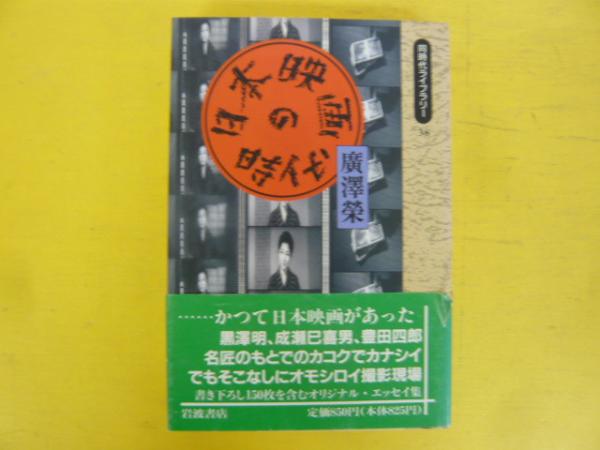 日本映画
の
時代
廣澤榮
同時代ライブラリー
……かつて日本映画があった
黒澤明、成瀬巳喜男、豊田四郎
名匠のもとでのカコクでカナシイ
でもそこなしにオモシロイ撮影現場
書き下ろし150枚を含むオリジナル・エッセイ集
岩波書店 定価850円(本体825円)